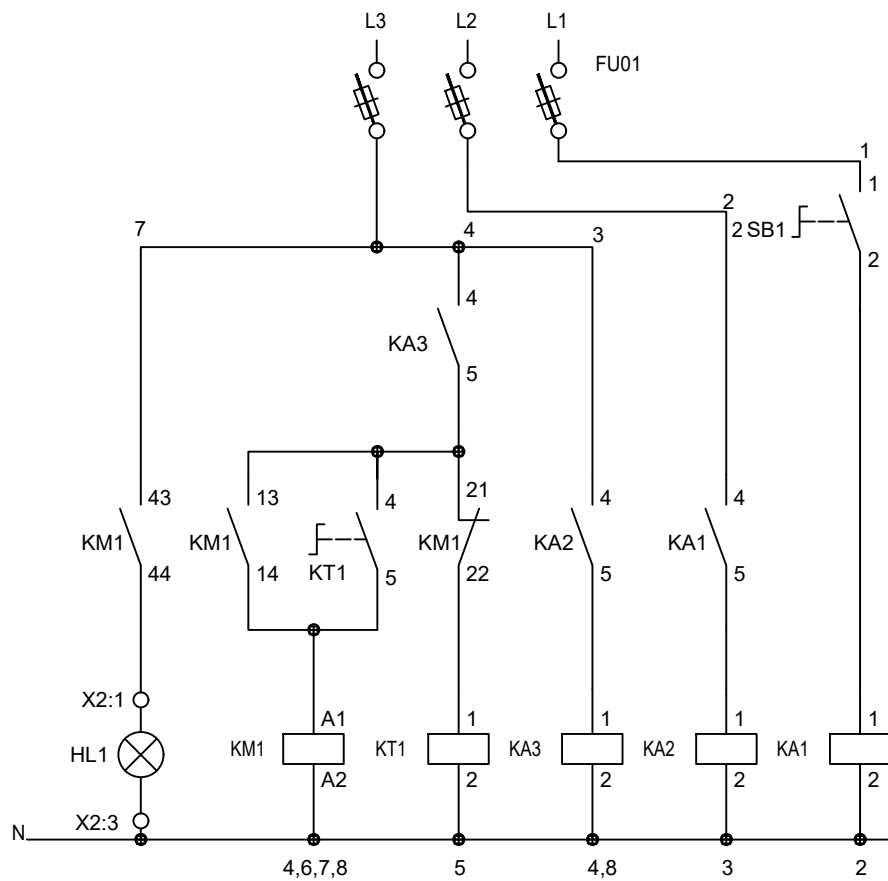 L3 L2 L1
FU01
1
1
2
7 4 3 2 SB1
2
4
KA3
5
43 13 4 21 4 4
KM1 KM1 KT1 KM1 KA2 KA1
44 14 5 22 5 5
X2:1
A1 1 1 1 1
HL1 KM1 KT1 KA3 KA2 KA1
A2 2 2 2 2
X2:3
N
4,6,7,8 5 4,8 3 2